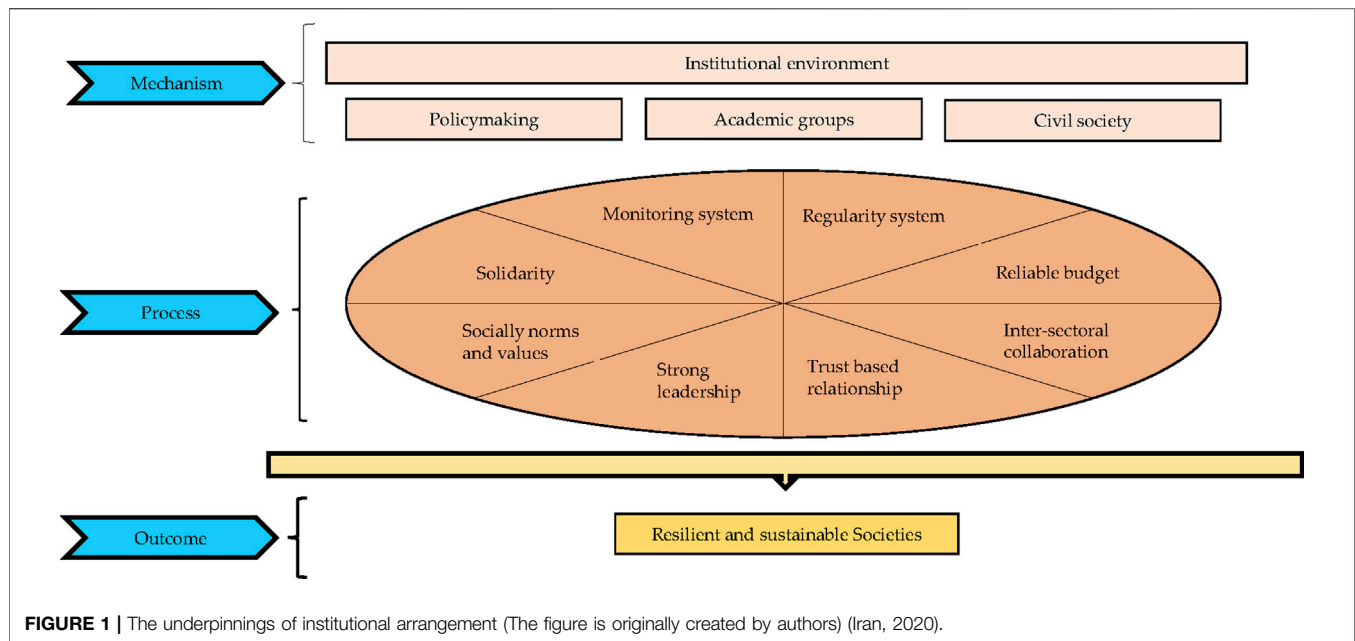 Mechanism
Institutional environment
Policymaking
Academic groups
Civil society
Process
Monitoring system
Regularity system
Solidarity
Reliable budget
Socially norms
and values
Strong
leadership
Trust based
relationship
Inter-sectoral
collaboration
Outcome
Resilient and sustainable Societies
FIGURE 1 | The underpinnings of institutional arrangement (The figure is originally created by authors) (Iran, 2020).